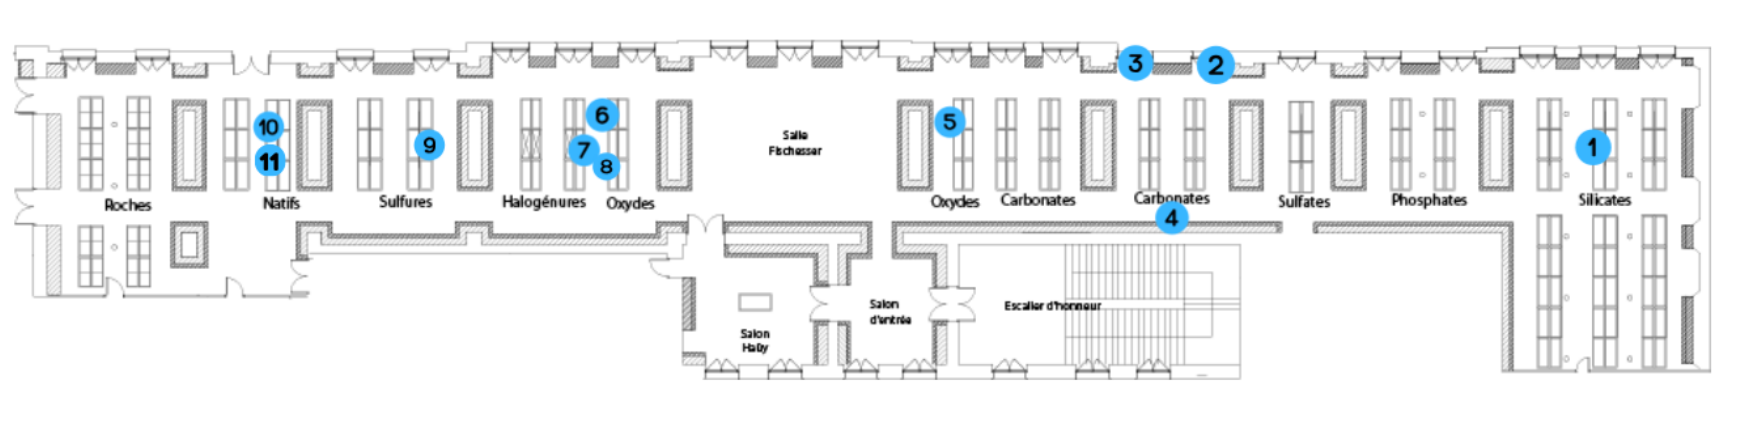 3
2
10
11
6
5
9
7
8
1
Salle
Fischesser
Roches
Natifs
Sulfures
Halogénures
Oxydes
Oxydes
Carbonates
Carbonates
Sulfates
Phosphates
Silicates
4
Salon
Haüy
Salon
d'entrée
Escalier d'honneur